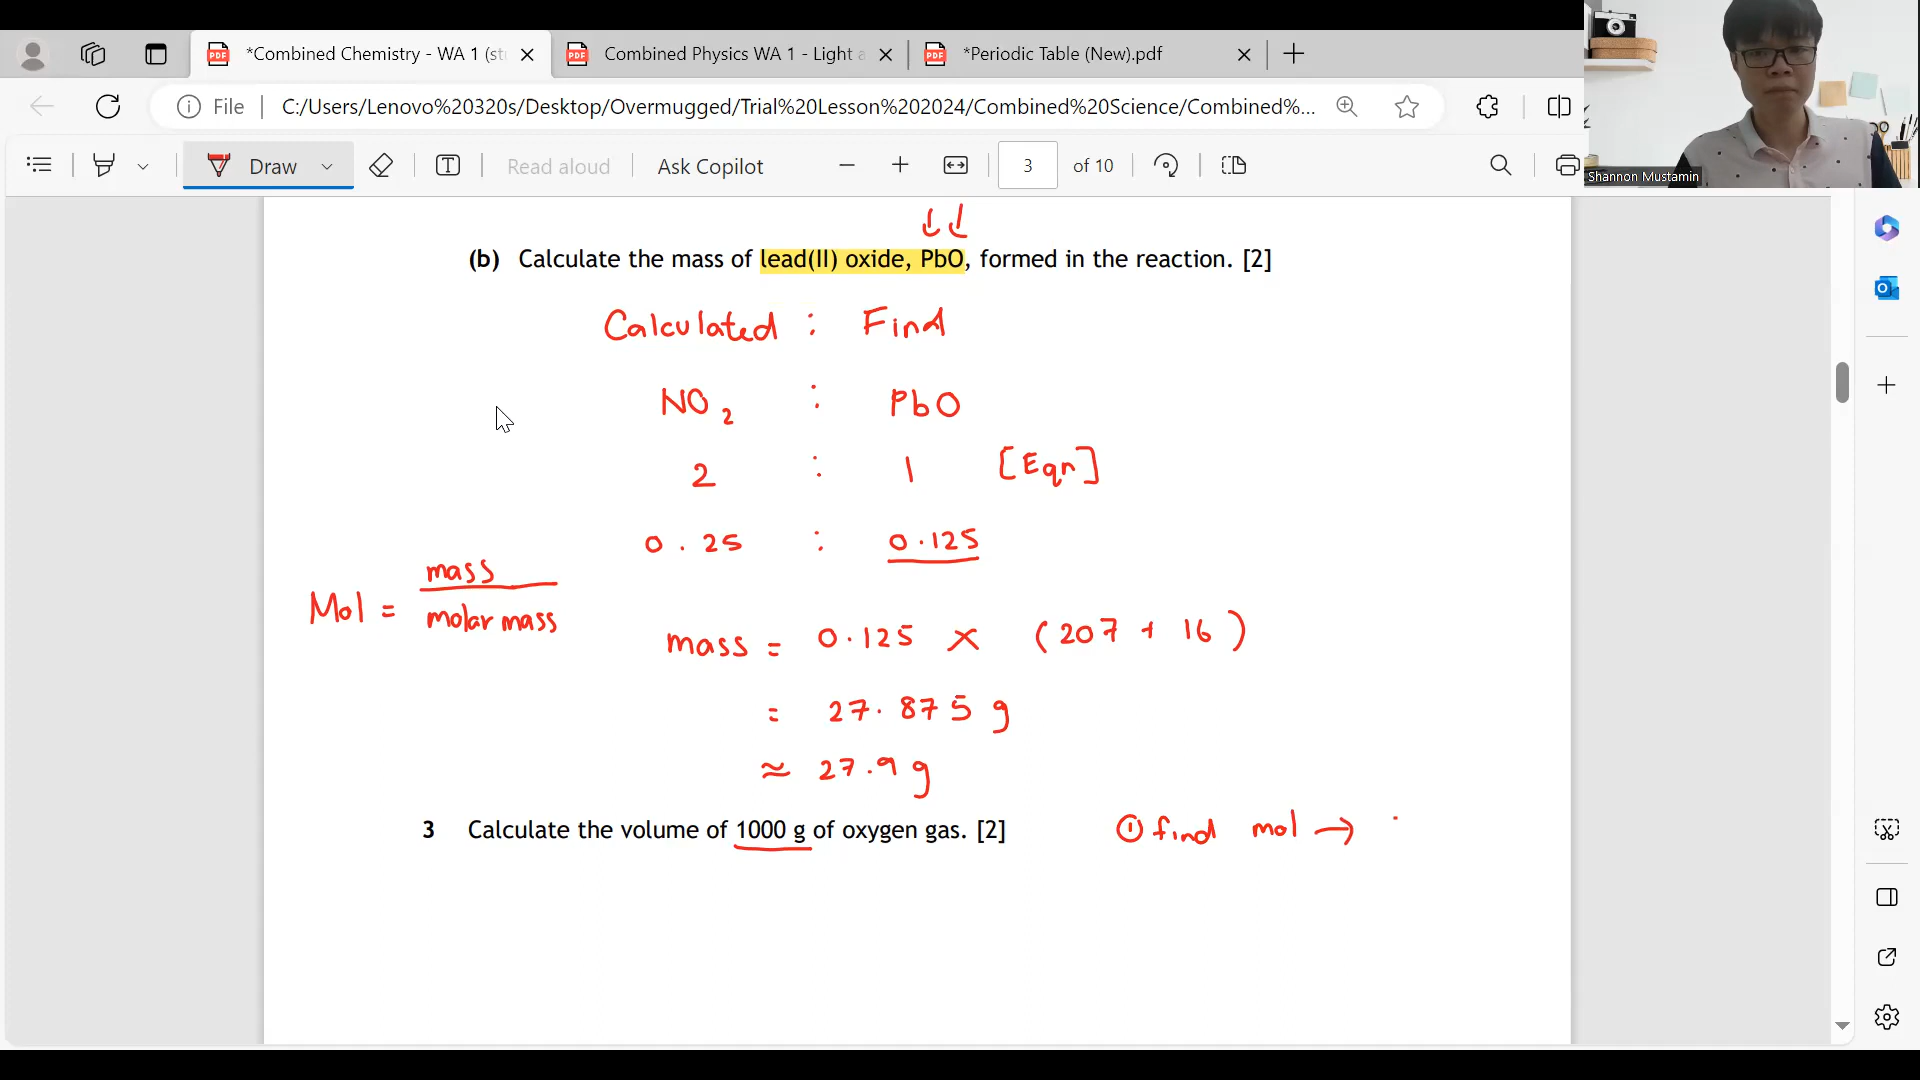 *Combined Chemistry - WA 1 (stu
Combined Physics WA 1 - Light a
*Periodic Table (New).pdf
File
C:/Users/Lenovo%20320s/Desktop/Overmugged/Trial%20Lesson%202024/Combined%20Science/Combined%...
Draw
Read aloud
Ask Copilot
3 of 10
Shannon Mustamin
(b) Calculate the mass of lead(II) oxide, PbO, formed in the reaction. [2]
Calculated : Find
NO2 : PbO
2 : 1 [Eqn]
0.25 : 0.125
Mol = mass / molar mass
mass = 0.125 × (207 + 16)
= 27.875 g
≈ 27.9 g
3 Calculate the volume of 1000 g of oxygen gas. [2]
① find mol →